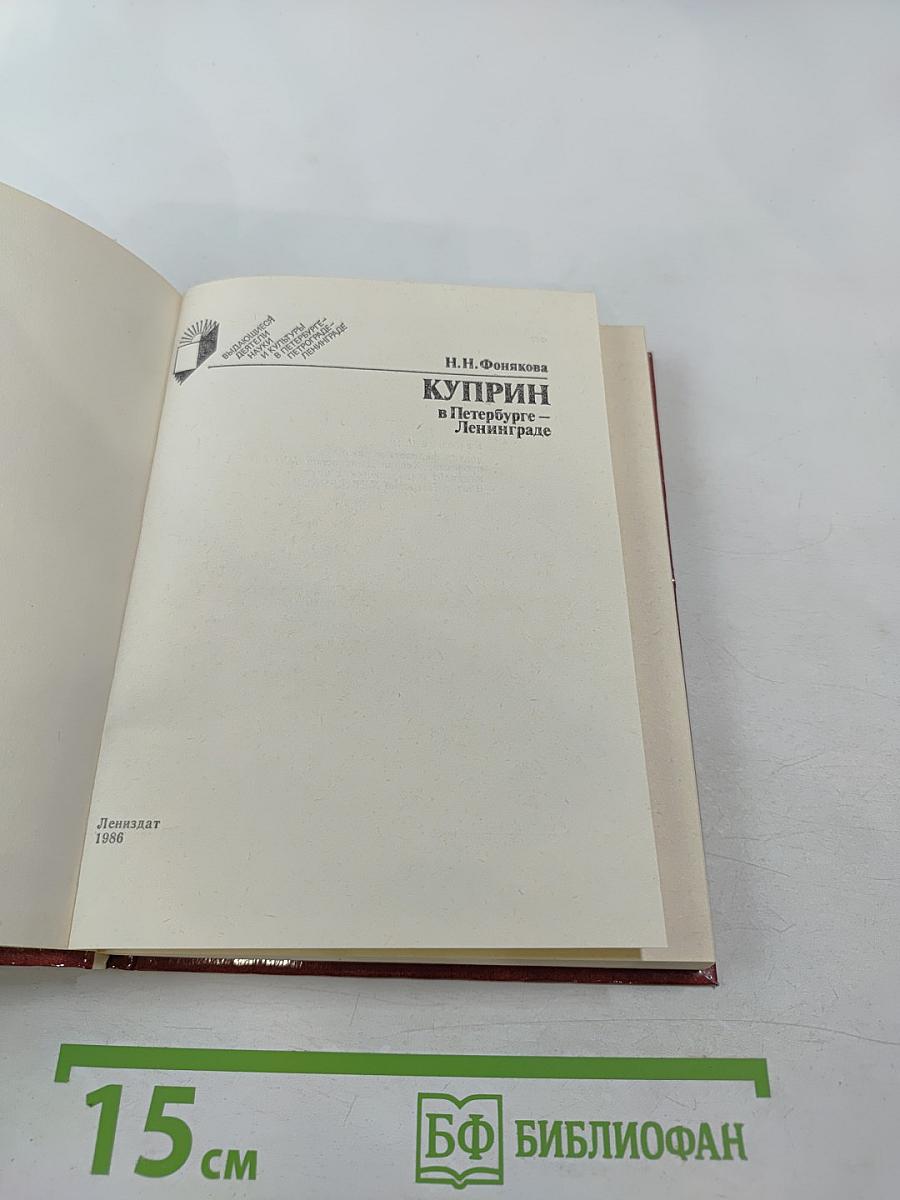 ВЫДАЮЩИЕСЯ
ДЕЯТЕЛИ
НАУКИ
И КУЛЬТУРЫ
В ПЕТЕРБУРГЕ–
ПЕТРОГРАДЕ–
ЛЕНИНГРАДЕ
Н. Н. Фонякова
КУПРИН
в Петербурге —
Ленинграде
Лениздат
1986
15 см
БФ БИБЛИОФАН